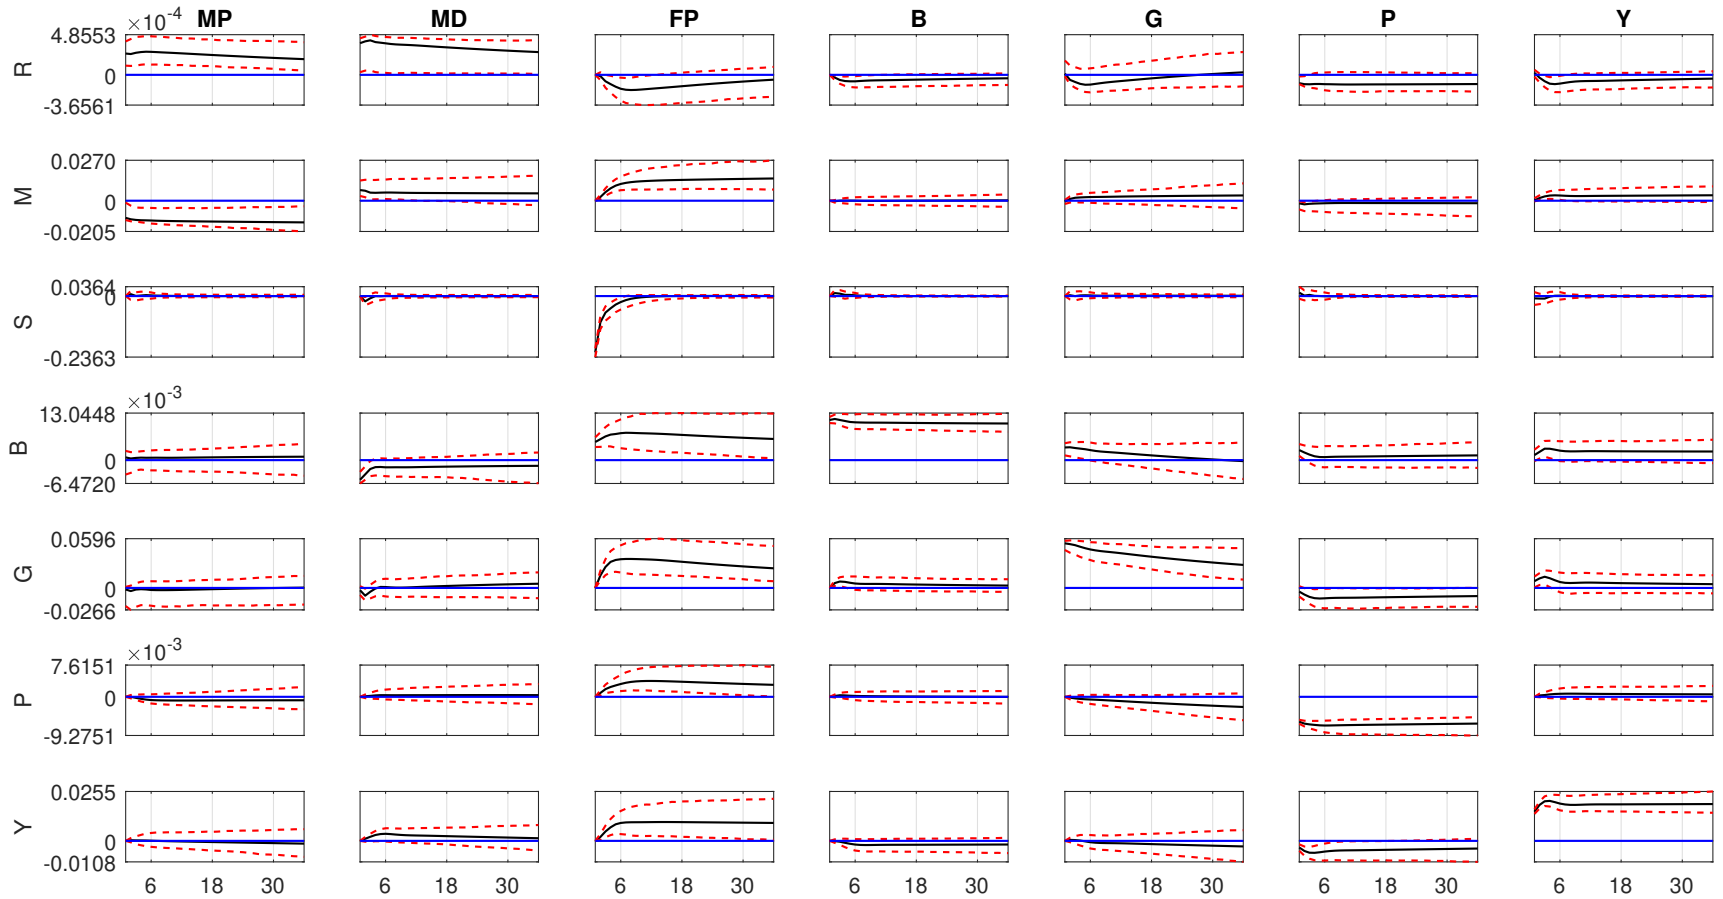 MP MD FP B G P Y
×10⁻⁴
R 4.8553
0
-3.6561
M 0.0270
0
-0.0205
S 0.0364
0
-0.2363
×10⁻³
B 13.0448
0
-6.4720
G 0.0596
0
-0.0266
×10⁻³
P 7.6151
0
-9.2751
Y 0.0255
0
-0.0108
6 18 30 6 18 30 6 18 30 6 18 30 6 18 30 6 18 30 6 18 30